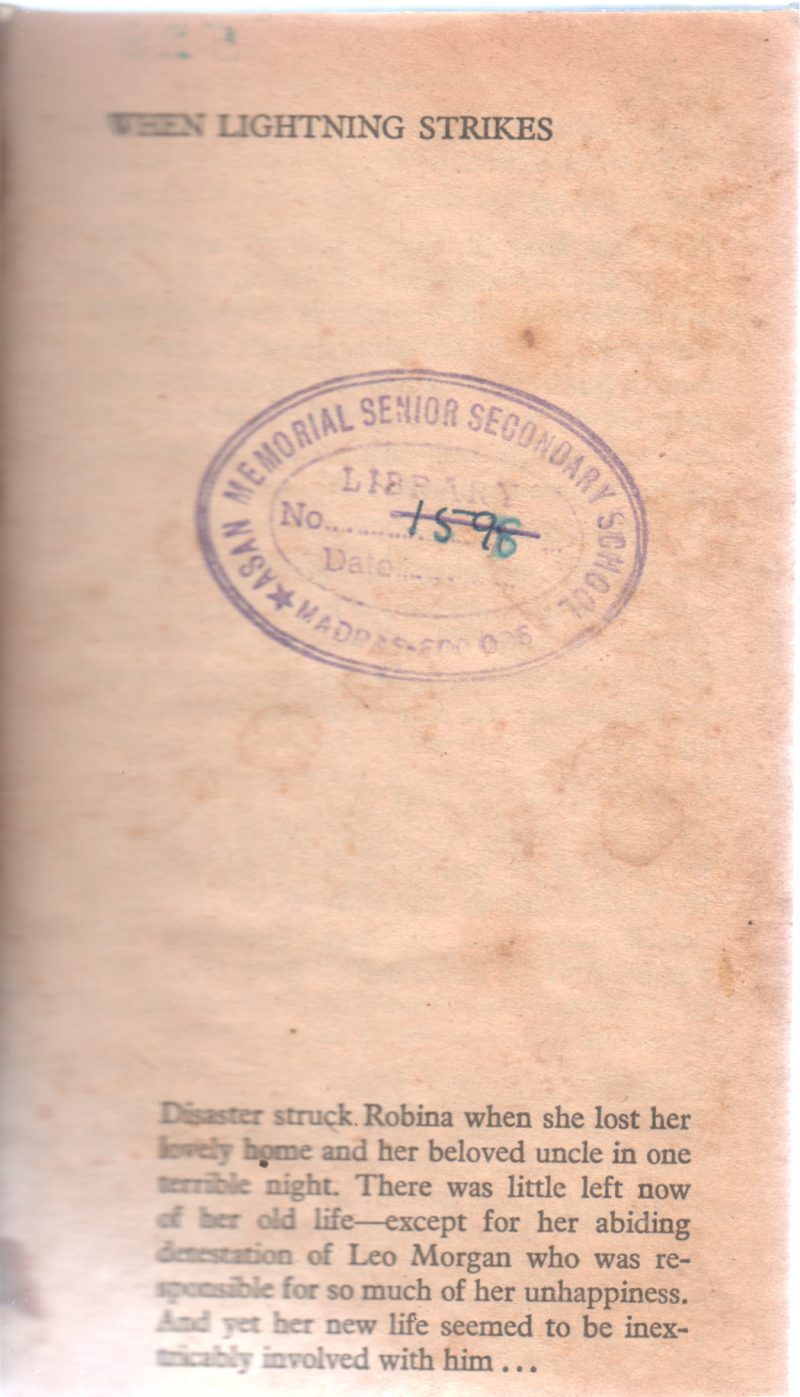 WHEN LIGHTNING STRIKES
ASAN MEMORIAL SENIOR SECONDARY SCHOOL
LIBRARY
No. 1598
Date
MADRAS
Disaster struck Robina when she lost her
lovely home and her beloved uncle in one
terrible night. There was little left now
of her old life—except for her abiding
detestation of Leo Morgan who was re-
sponsible for so much of her unhappiness.
And yet her new life seemed to be inex-
tricably involved with him ...